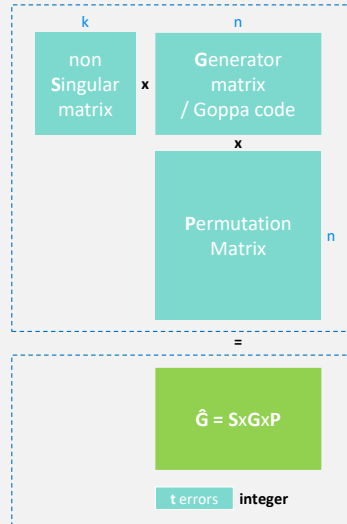 k
n
non
Singular
matrix
x
Generator
matrix
/ Goppa code
x
Permutation
Matrix
n
=
Ĝ = SxGxP
t errors
integer